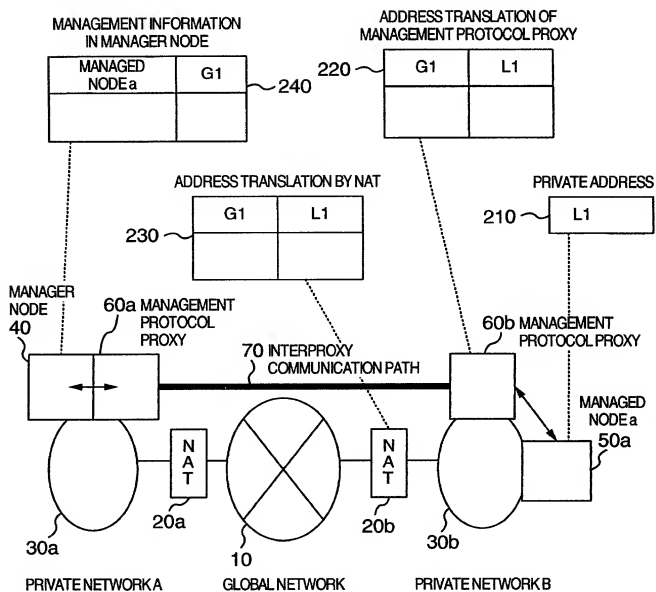 MANAGEMENT INFORMATION
IN MANAGER NODE
MANAGED
NODE a
G1
240
ADDRESS TRANSLATION OF
MANAGEMENT PROTOCOL PROXY
220
G1
L1
ADDRESS TRANSLATION BY NAT
G1
L1
230
PRIVATE ADDRESS
210
L1
MANAGER
NODE
40
60a MANAGEMENT
PROTOCOL
PROXY
70 INTERPROXY
COMMUNICATION PATH
60b MANAGEMENT
PROTOCOL PROXY
MANAGED
NODE a
50a
N
A
T
20a
N
A
T
20b
30a
10
30b
PRIVATE NETWORK A
GLOBAL NETWORK
PRIVATE NETWORK B